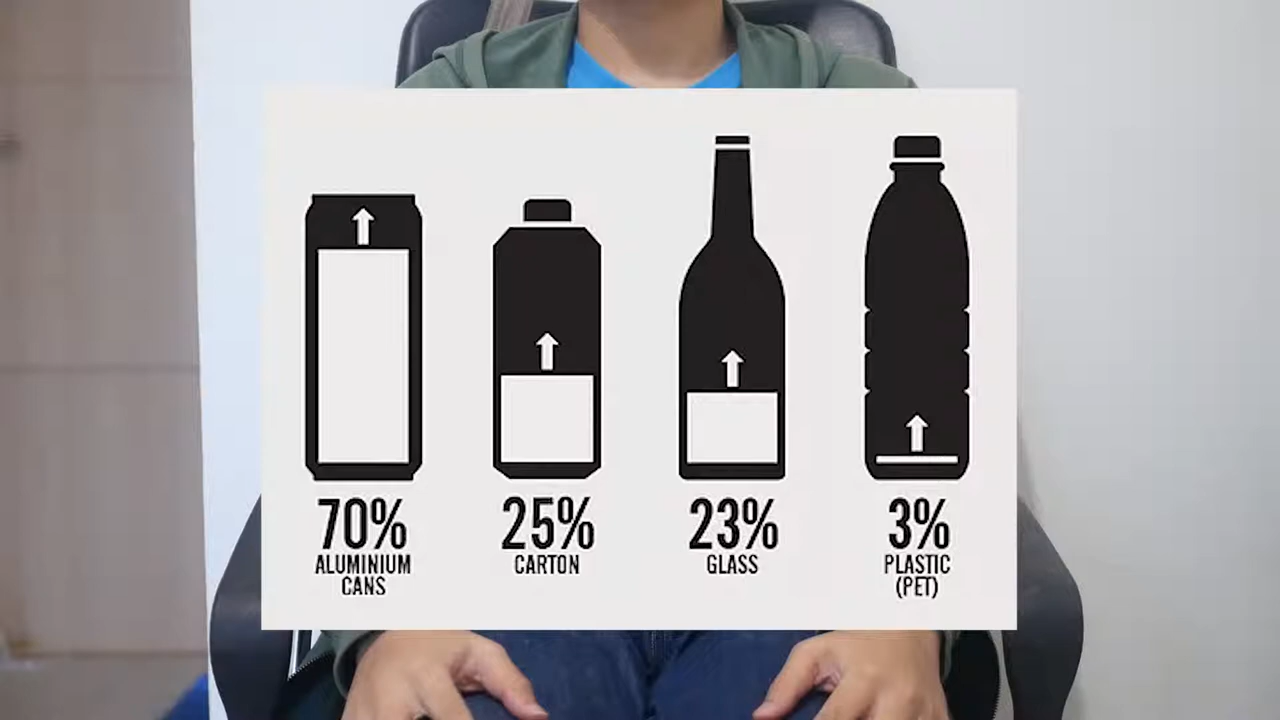 70%
ALUMINIUM
CANS
25%
CARTON
23%
GLASS
3%
PLASTIC
(PET)